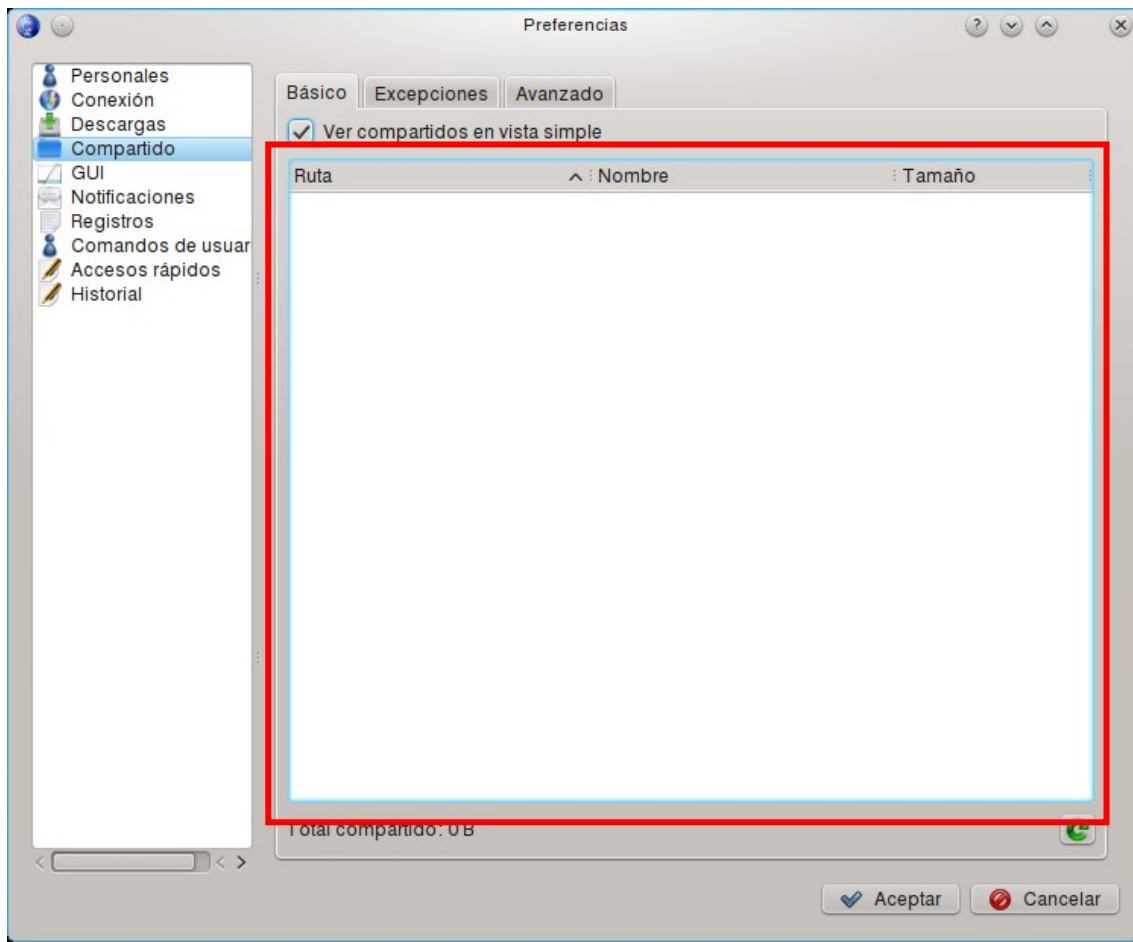 Preferencias
Personales
Conexión
Descargas
Compartido
GUI
Notificaciones
Registros
Comandos de usuar
Accesos rápidos
Historial
Básico Excepciones Avanzado
Ver compartidos en vista simple
Ruta Nombre Tamaño
Total compartido: 0 B
Aceptar Cancelar